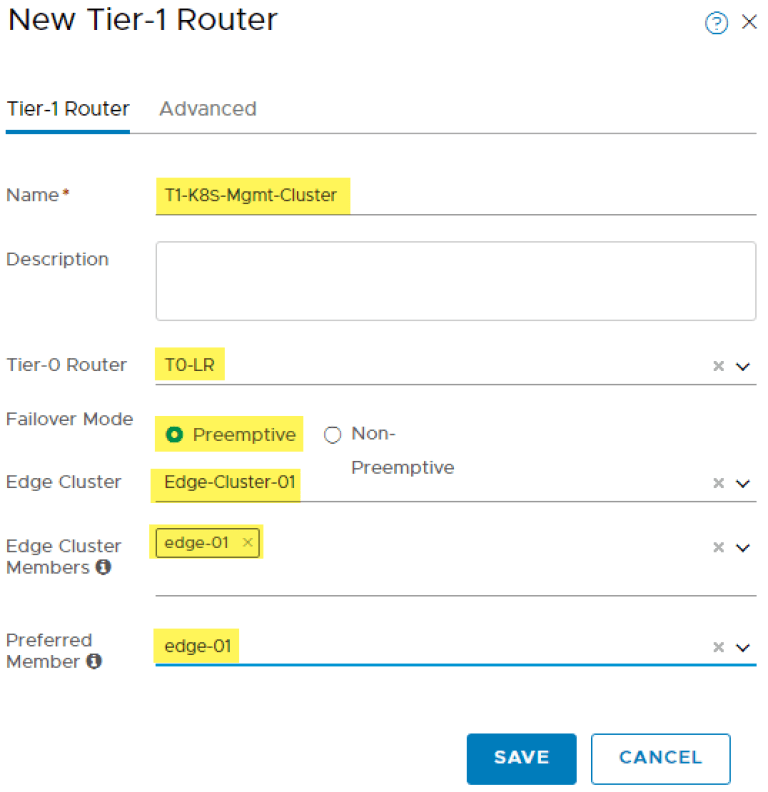 New Tier-1 Router
Tier-1 Router Advanced
Name*
T1-K8S-Mgmt-Cluster
Description
Tier-0 Router
T0-LR
Failover Mode
Preemptive
Non-
Preemptive
Edge Cluster
Edge-Cluster-01
Edge Cluster
Members
edge-01
Preferred
Member
edge-01
SAVE CANCEL